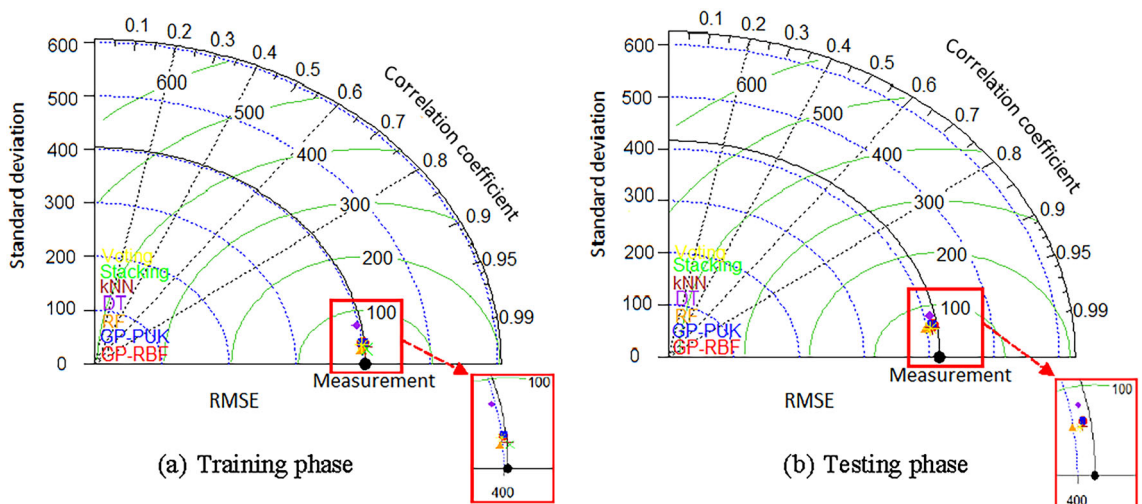 0.1
0.2
0.3
0.4
0.5
0.6
0.7
0.8
0.9
0.95
0.99
Correlation coefficient
Standard deviation
600
500
400
300
200
100
0
600
500
400
300
200
100
Voting
Stacking
kNN
DT
RF
GP-PUK
GP-RBF
Measurement
RMSE
100
400
(a) Training phase
0.1
0.2
0.3
0.4
0.5
0.6
0.7
0.8
0.9
0.95
0.99
Correlation coefficient
Standard deviation
600
500
400
300
200
100
0
600
500
400
300
200
100
Voting
Stacking
kNN
DT
RF
GP-PUK
GP-RBF
Measurement
RMSE
100
400
(b) Testing phase